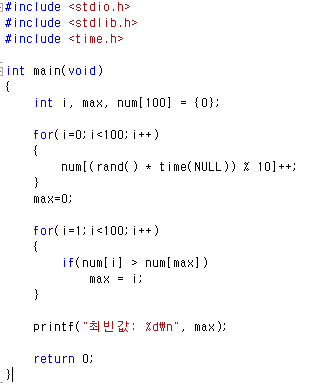 #include <stdio.h>
#include <stdlib.h>
#include <time.h>
int main(void)
{
int i, max, num[100] = {0};
for(i=0;i<100;i++)
{
num[(rand() * time(NULL)) % 10]++;
}
max=0;
for(i=1;i<100;i++)
{
if(num[i] > num[max])
max = i;
}
printf("최빈값: %d₩n", max);
return 0;
}